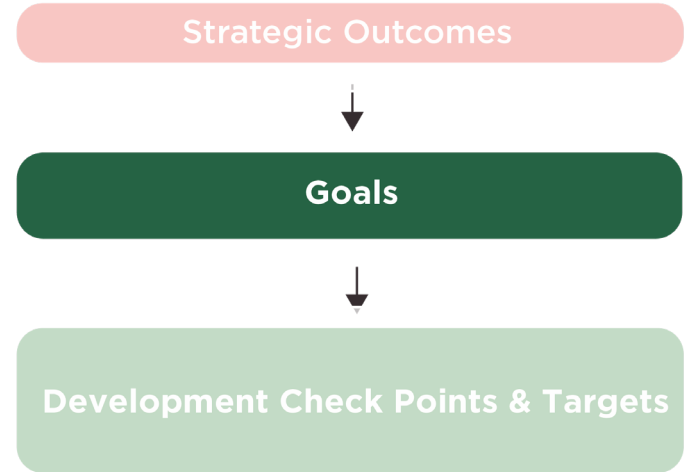 Strategic Outcomes
Goals
Development Check Points & Targets